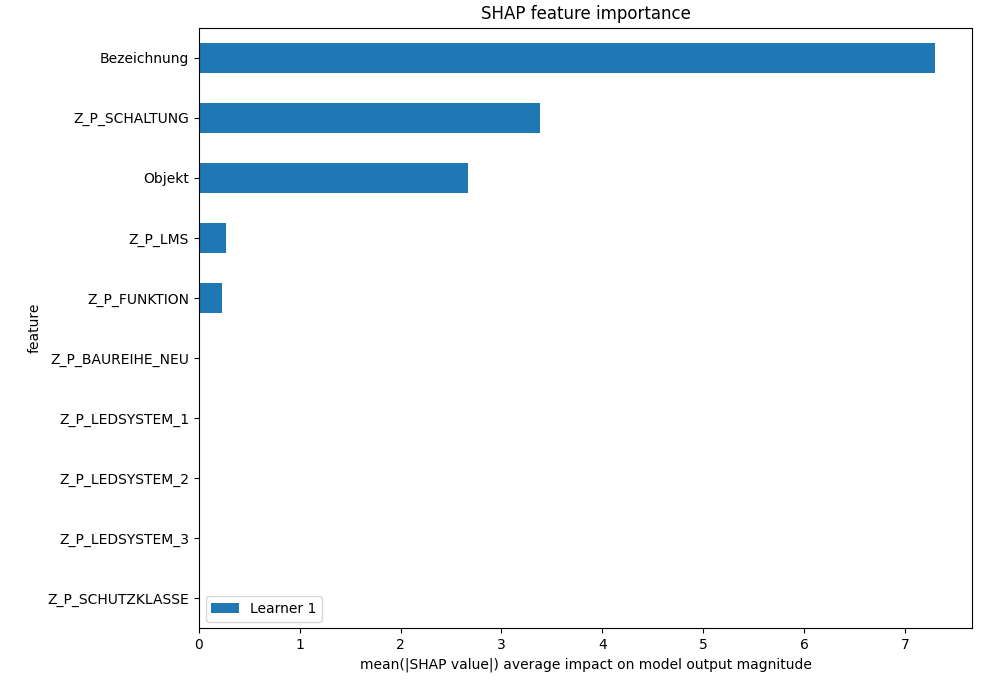 SHAP feature importance
Bezeichnung
Z_P_SCHALTUNG
Objekt
Z_P_LMS
Z_P_FUNKTION
Z_P_BAUREIHE_NEU
Z_P_LEDSYSTEM_1
Z_P_LEDSYSTEM_2
Z_P_LEDSYSTEM_3
Z_P_SCHUTZKLASSE
feature
Learner 1
0 1 2 3 4 5 6 7
mean(|SHAP value|) average impact on model output magnitude